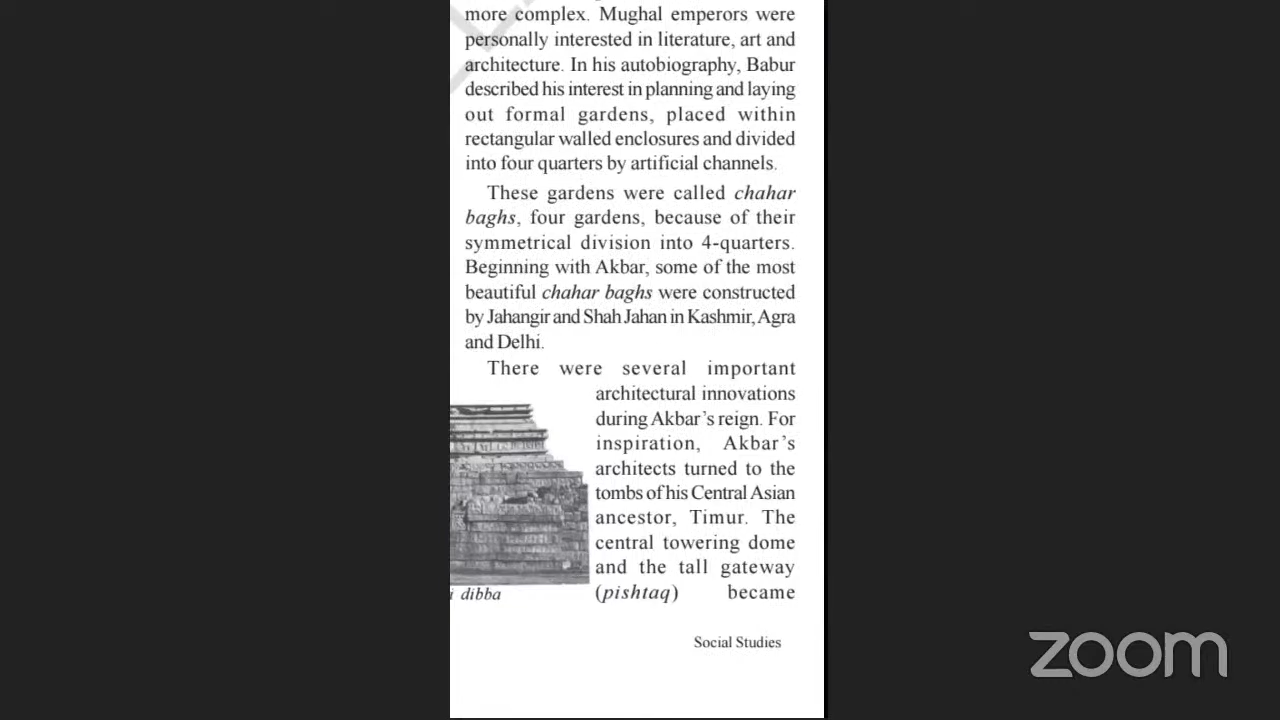 more complex. Mughal emperors were
personally interested in literature, art and
architecture. In his autobiography, Babur
described his interest in planning and laying
out formal gardens, placed within
rectangular walled enclosures and divided
into four quarters by artificial channels.
These gardens were called chahar
baghs, four gardens, because of their
symmetrical division into 4-quarters.
Beginning with Akbar, some of the most
beautiful chahar baghs were constructed
by Jahangir and Shah Jahan in Kashmir, Agra
and Delhi.
There were several important
architectural innovations
during Akbar's reign. For
inspiration, Akbar's
architects turned to the
tombs of his Central Asian
ancestor, Timur. The
central towering dome
and the tall gateway
(pishtaq) became
i dibba
Social Studies
zoom